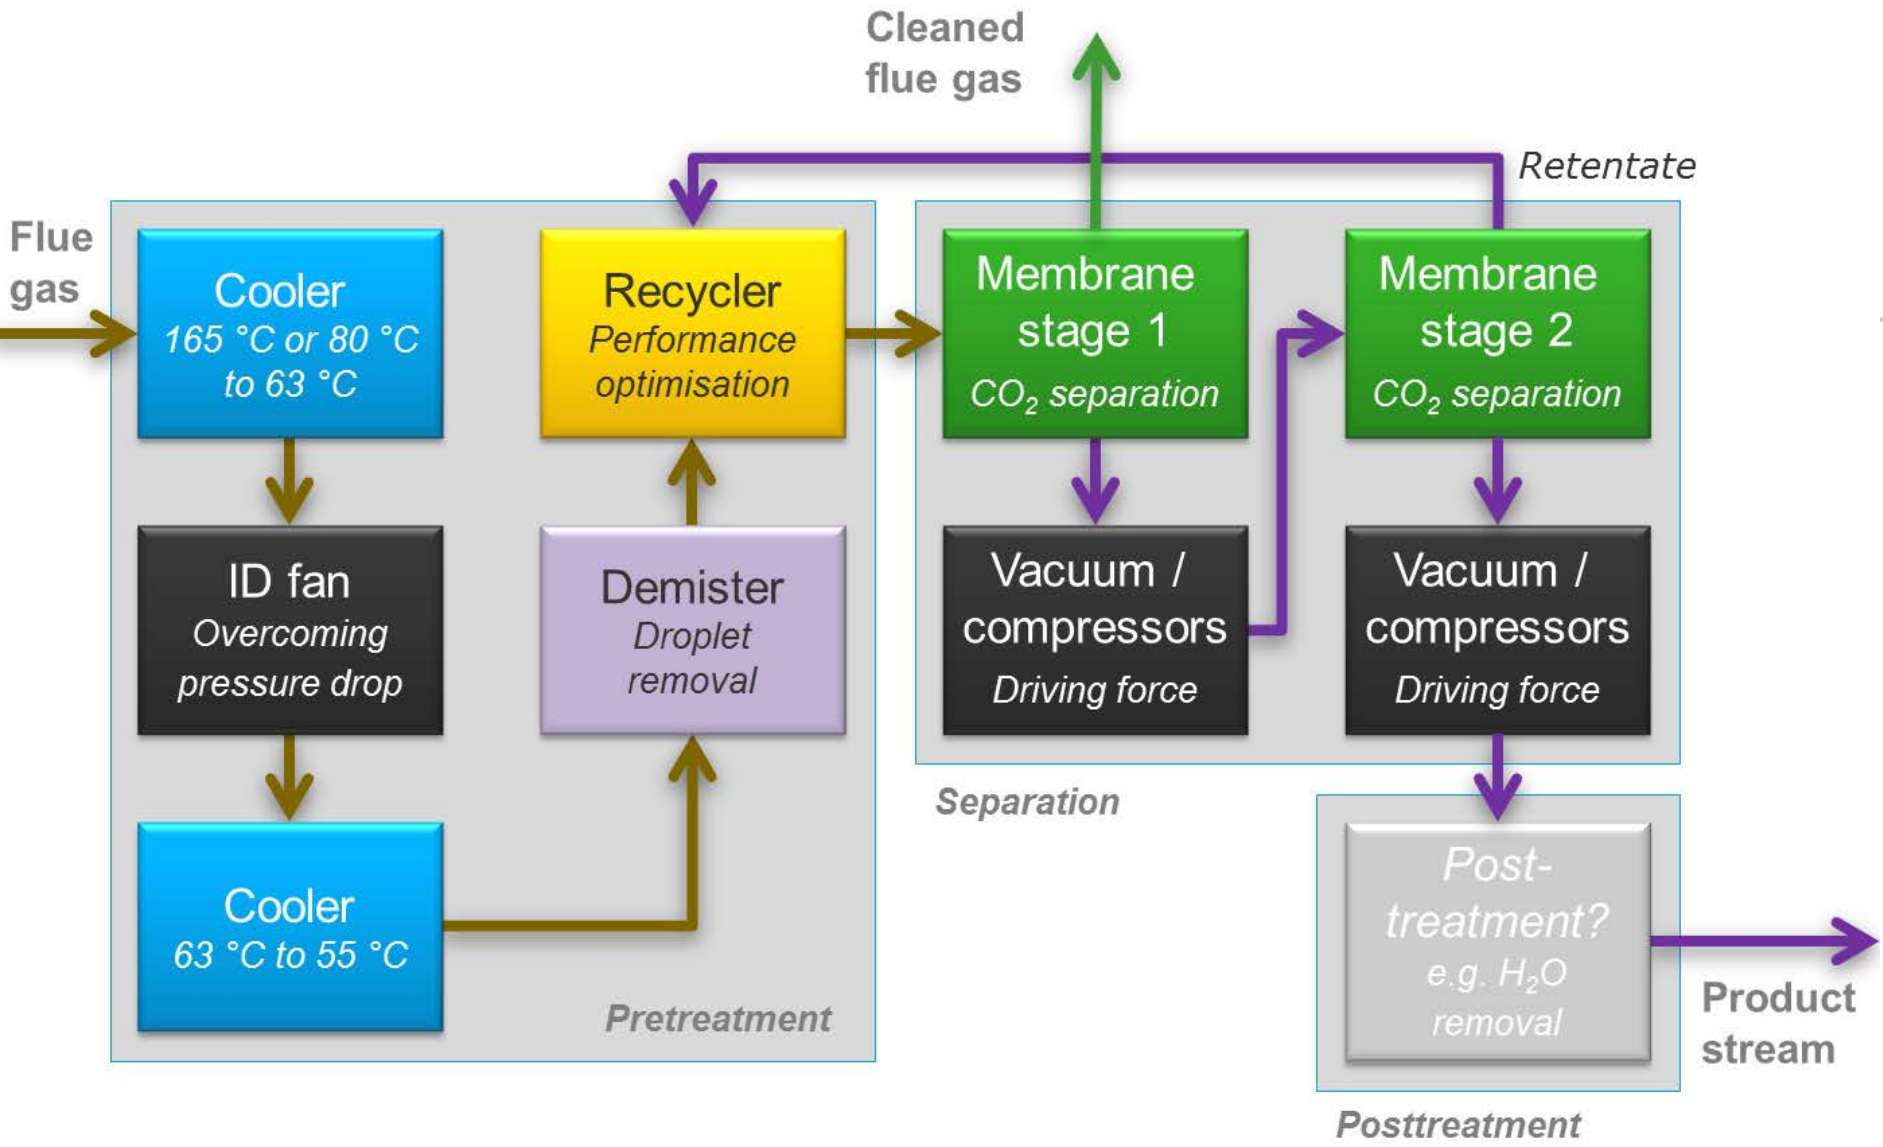 Cleaned
flue gas
Retentate
Flue
gas
Cooler
165 °C or 80 °C
to 63 °C
Recycler
Performance
optimisation
Membrane
stage 1
CO₂ separation
Membrane
stage 2
CO₂ separation
ID fan
Overcoming
pressure drop
Demister
Droplet
removal
Vacuum /
compressors
Driving force
Vacuum /
compressors
Driving force
Separation
Cooler
63 °C to 55 °C
Pretreatment
Post-
treatment?
e.g. H₂O
removal
Product
stream
Posttreatment